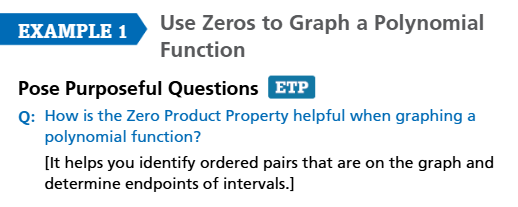 EXAMPLE 1
Use Zeros to Graph a Polynomial
Function
Pose Purposeful Questions ETP
Q: How is the Zero Product Property helpful when graphing a
polynomial function?
[It helps you identify ordered pairs that are on the graph and
determine endpoints of intervals.]